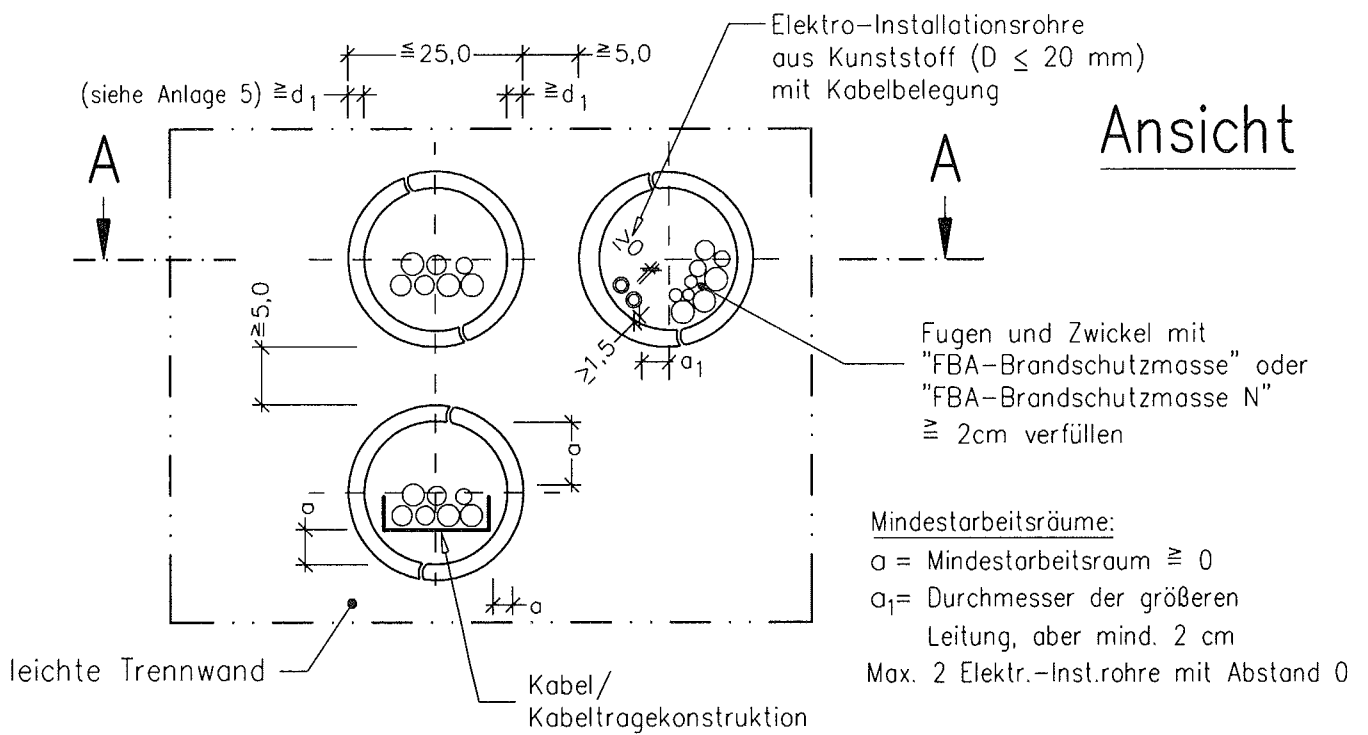 ≦25,0
≧5,0
(siehe Anlage 5) ≧d1
≧d1
Elektro-Installationsrohre
aus Kunststoff (D ≤ 20 mm)
mit Kabelbelegung
Ansicht
A
A
≧5,0
≥0
≥1,5
a1
Fugen und Zwickel mit
"FBA-Brandschutzmasse" oder
"FBA-Brandschutzmasse N"
≧ 2cm verfüllen
a
a
a
Mindestarbeitsräume:
a = Mindestarbeitsraum ≧ 0
a1= Durchmesser der größeren
Leitung, aber mind. 2 cm
Max. 2 Elektr.-Inst.rohre mit Abstand 0
leichte Trennwand
Kabel/
Kabeltragekonstruktion